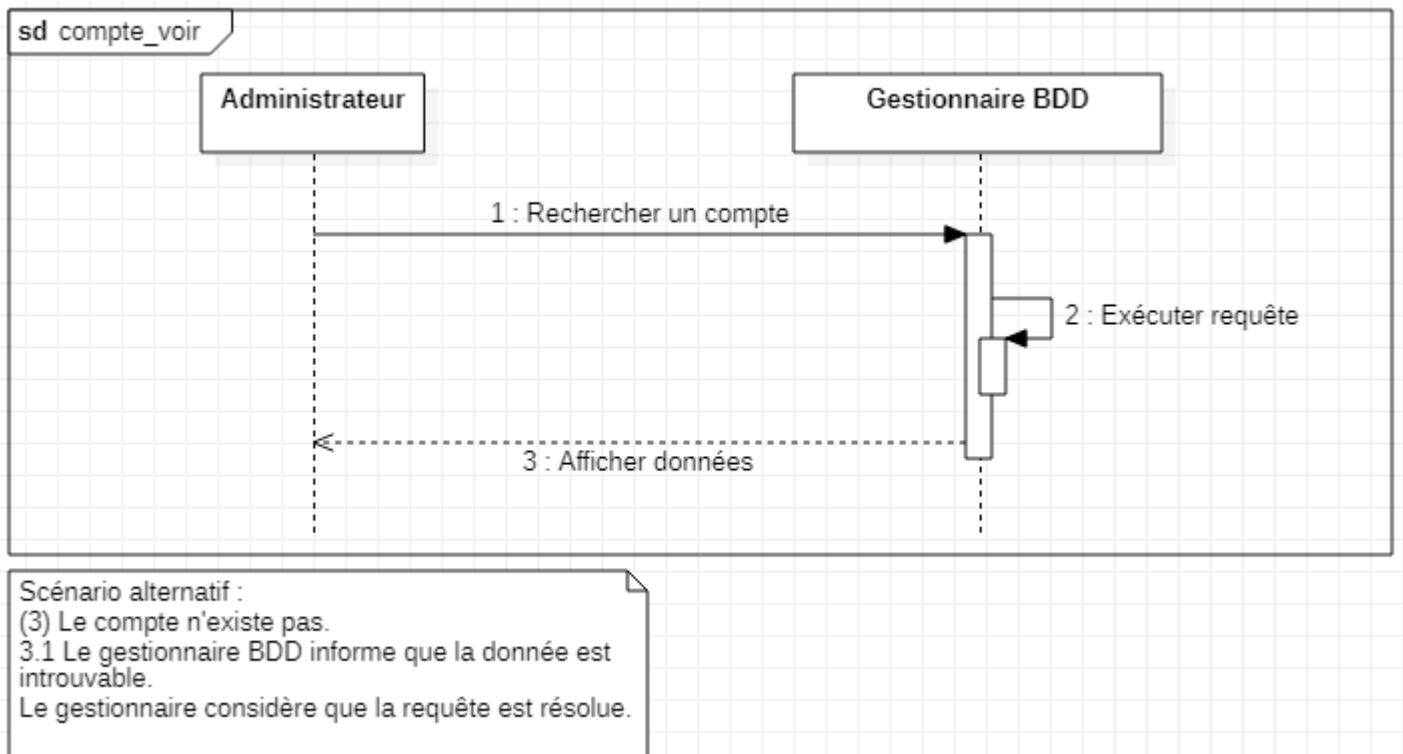 sd compte_voir
Administrateur
Gestionnaire BDD
1 : Rechercher un compte
2 : Exécuter requête
3 : Afficher données
Scénario alternatif :
(3) Le compte n'existe pas.
3.1 Le gestionnaire BDD informe que la donnée est
introuvable.
Le gestionnaire considère que la requête est résolue.